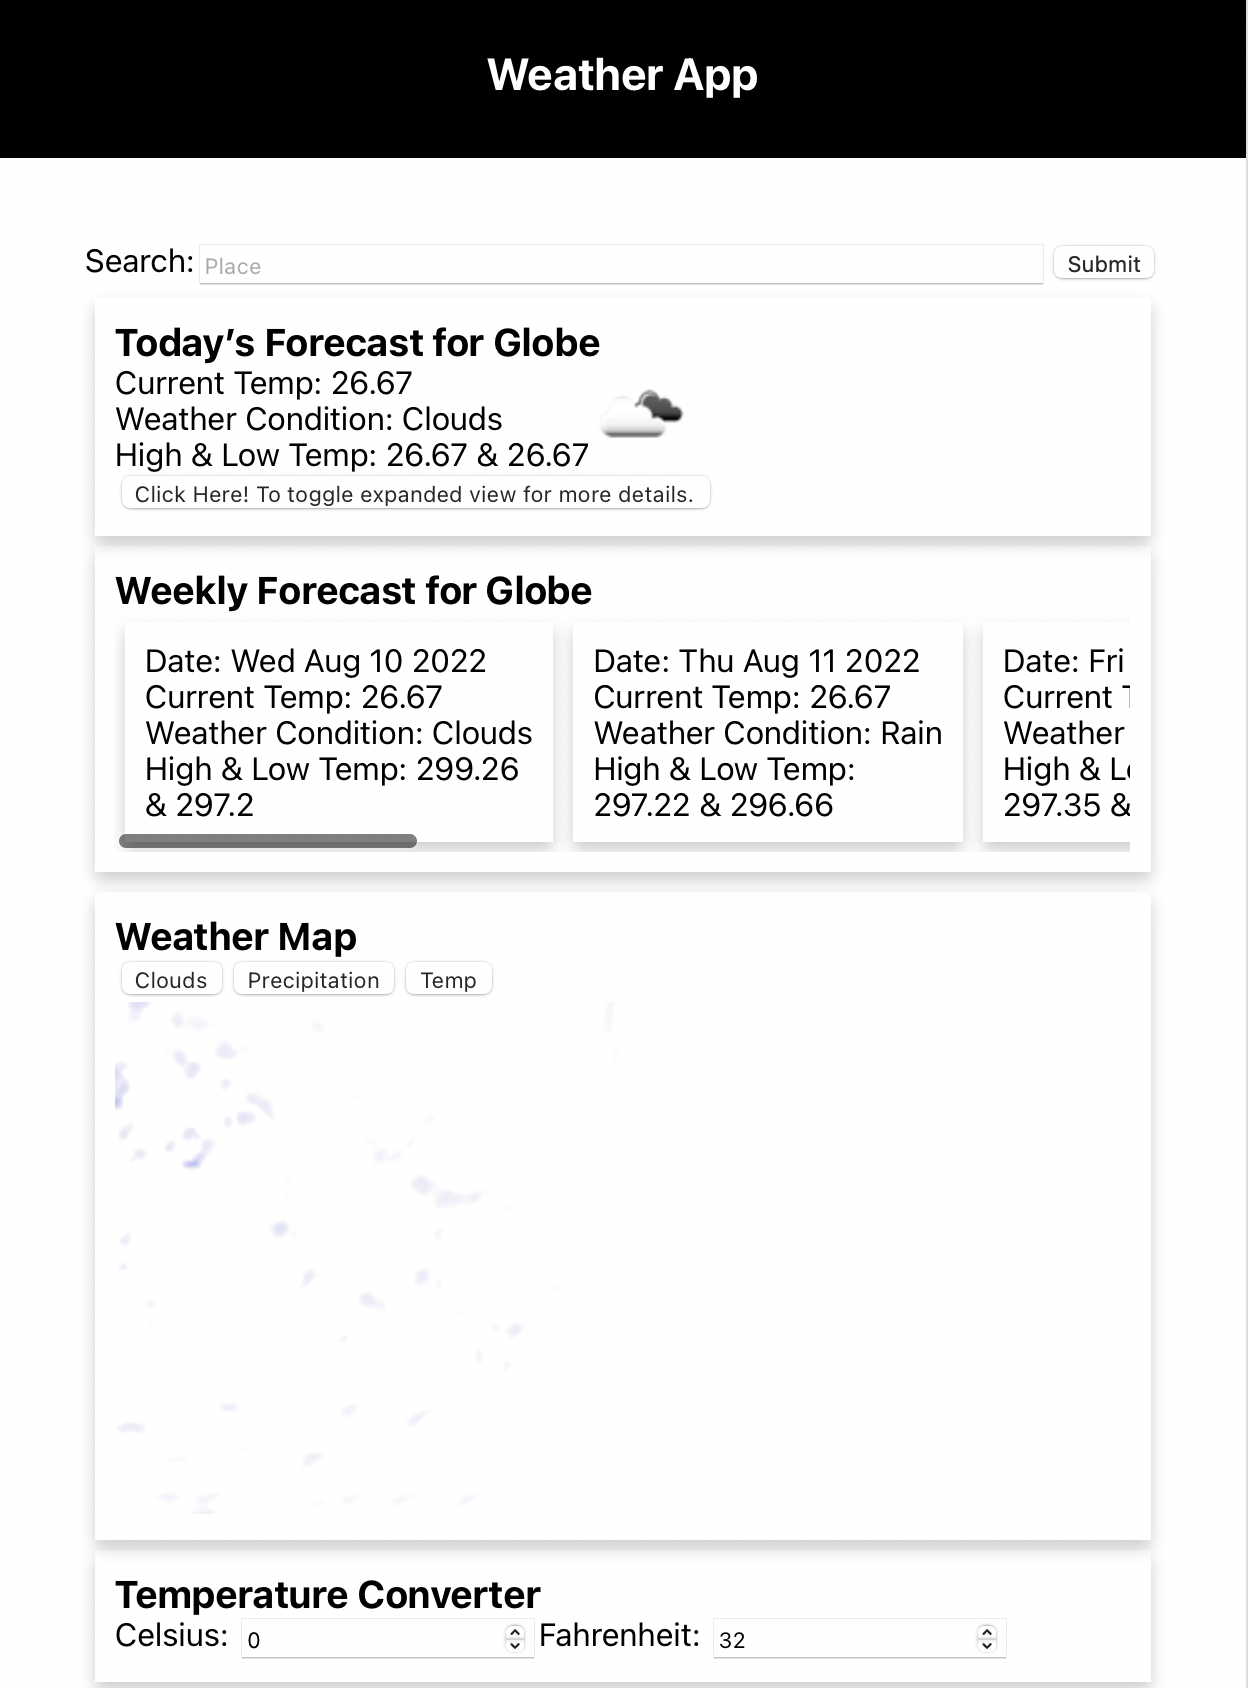 Weather App
Search: Place Submit
Today's Forecast for Globe
Current Temp: 26.67
Weather Condition: Clouds
High & Low Temp: 26.67 & 26.67
Click Here! To toggle expanded view for more details.
Weekly Forecast for Globe
Date: Wed Aug 10 2022
Current Temp: 26.67
Weather Condition: Clouds
High & Low Temp: 299.26
& 297.2
Date: Thu Aug 11 2022
Current Temp: 26.67
Weather Condition: Rain
High & Low Temp:
297.22 & 296.66
Date: Fri
Current
Weather
High &
297.35 &
Weather Map
Clouds Precipitation Temp
Temperature Converter
Celsius: 0 Fahrenheit: 32